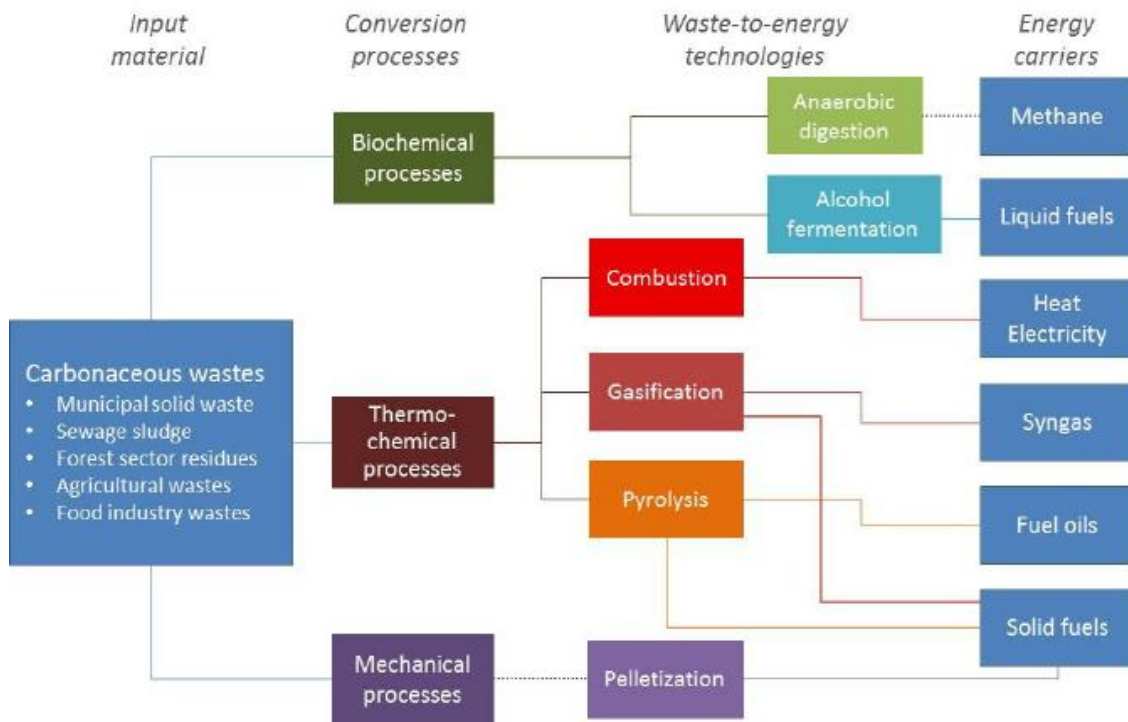 Input
material
Conversion
processes
Waste-to-energy
technologies
Energy
carriers
Anaerobic
digestion
Methane
Biochemical
processes
Alcohol
fermentation
Liquid fuels
Combustion
Heat
Electricity
Carbonaceous wastes
• Municipal solid waste
• Sewage sludge
• Forest sector residues
• Agricultural wastes
• Food industry wastes
Thermo-
chemical
processes
Gasification
Syngas
Pyrolysis
Fuel oils
Solid fuels
Mechanical
processes
Pelletization